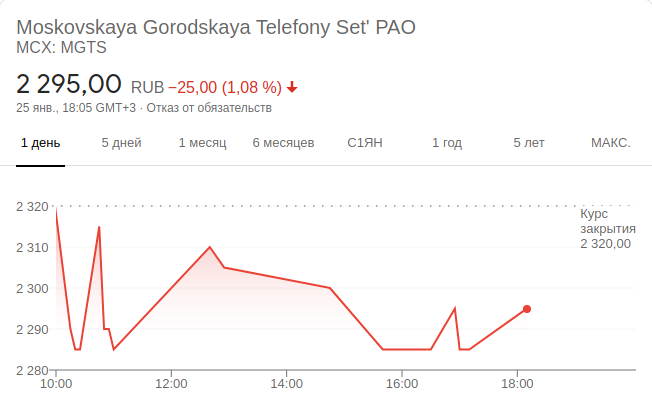 Moskovskaya Gorodskaya Telefony Set' PAO
MCX: MGTS
2 295,00 RUB −25,00 (1,08 %)
25 янв., 18:05 GMT+3 · Отказ от обязательств
1 день 5 дней 1 месяц 6 месяцев С1ЯН 1 год 5 лет МАКС.
2 320
Курс
закрытия
2 320,00
2 310
2 300
2 290
2 280
10:00 12:00 14:00 16:00 18:00